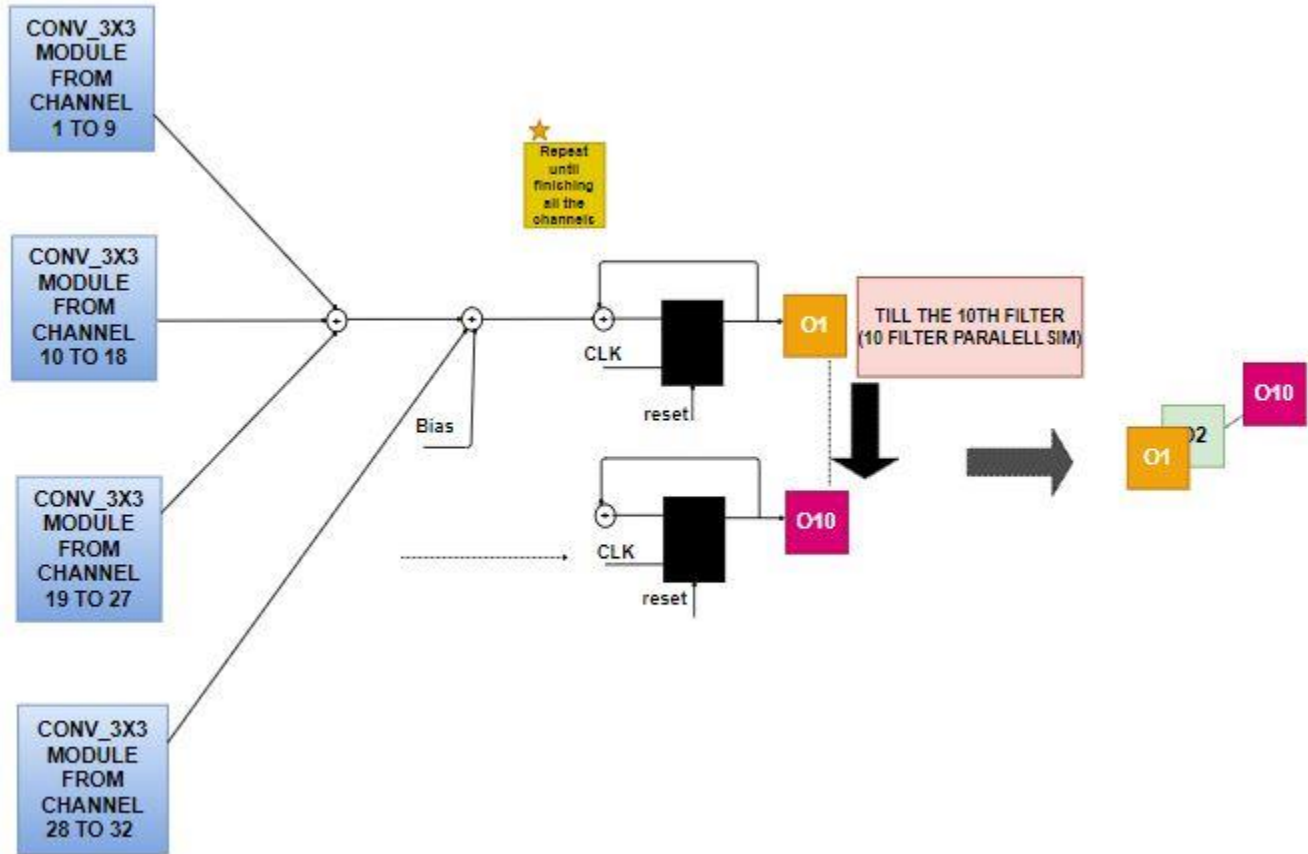 CONV_3X3
MODULE
FROM
CHANNEL
1 TO 9
CONV_3X3
MODULE
FROM
CHANNEL
10 TO 18
CONV_3X3
MODULE
FROM
CHANNEL
19 TO 27
CONV_3X3
MODULE
FROM
CHANNEL
28 TO 32
+
+
Bias
Repeat
until
finishing
all the
channels
+
CLK
reset
O1
TILL THE 10TH FILTER
(10 FILTER PARALELL SIM)
+
CLK
reset
O10
O1
O2
O10